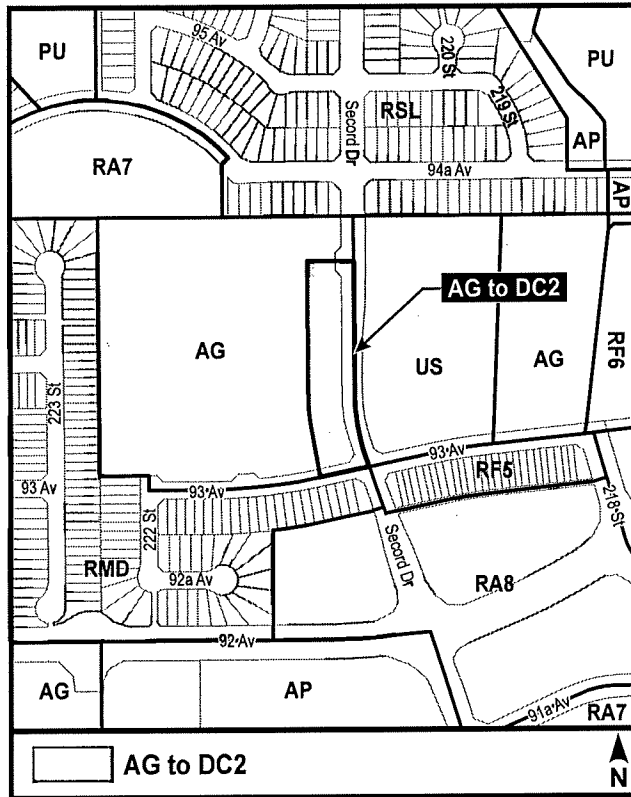 PU
95 Av
220 St
PU
Second Dr
RSL
219 St
RA7
AP
94a Av
AP
AG to DC2
AG
US
AG
RF6
223 St
93 Av
RF5
93 Av
93 Av
222 St
218 St
Secord Dr
RMD
92a Av
RA8
92 Av
AG
AP
91a Av
RA7
AG to DC2
N